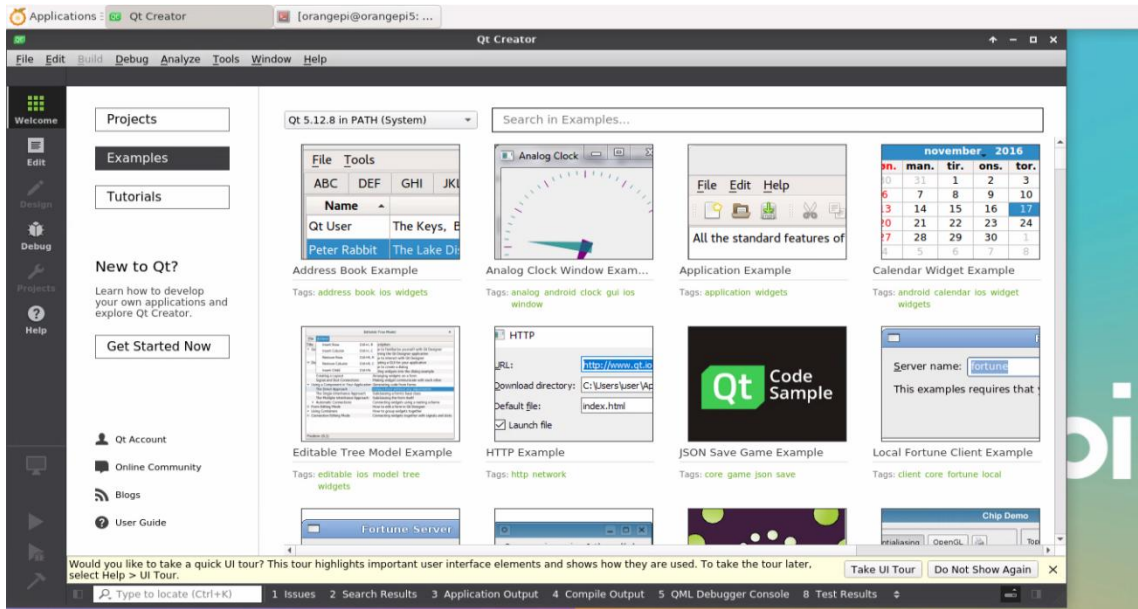 Applications
Qt Creator
[orangepi@orangepi5: ...
Qt Creator
File Edit Build Debug Analyze Tools Window Help
Welcome
Edit
Design
Debug
Projects
Help
Projects
Examples
Tutorials
New to Qt?
Learn how to develop
your own applications and
explore Qt Creator.
Get Started Now
Qt Account
Online Community
Blogs
User Guide
Qt 5.12.8 in PATH (System)
Search in Examples...
File Tools
ABC DEF GHI JKL
Name
Qt User The Keys, B
Peter Rabbit The Lake Dis
Address Book Example
Tags: address book ios widgets
Analog Clock
Analog Clock Window Exam...
Tags: analog android clock gui ios
window
File Edit Help
All the standard features of
Application Example
Tags: application widgets
november 2016
man. tir. ons. tor.
31 1 2 3
6 7 8 9 10
13 14 15 16 17
20 21 22 23 24
27 28 29 30 1
4 5 6 7 8
Calendar Widget Example
Tags: android calendar ios widget
widgets
Editable Tree Model
Editable Tree Model Example
Tags: editable ios model tree
widgets
HTTP
URL: http://www.qt.io
Download directory: C:\Users\user\Ap
Default file: index.html
Launch file
HTTP Example
Tags: http network
Qt Code
Sample
JSON Save Game Example
Tags: core game json save
Server name: fortune
This examples requires that
Local Fortune Client Example
Tags: client core fortune local
Fortune Server
Chip Demo
OpenGL
pi
Would you like to take a quick UI tour? This tour highlights important user interface elements and shows how they are used. To take the tour later,
select Help > UI Tour.
Take UI Tour
Do Not Show Again
Type to locate (Ctrl+K)
1 Issues 2 Search Results 3 Application Output 4 Compile Output 5 QML Debugger Console 8 Test Results